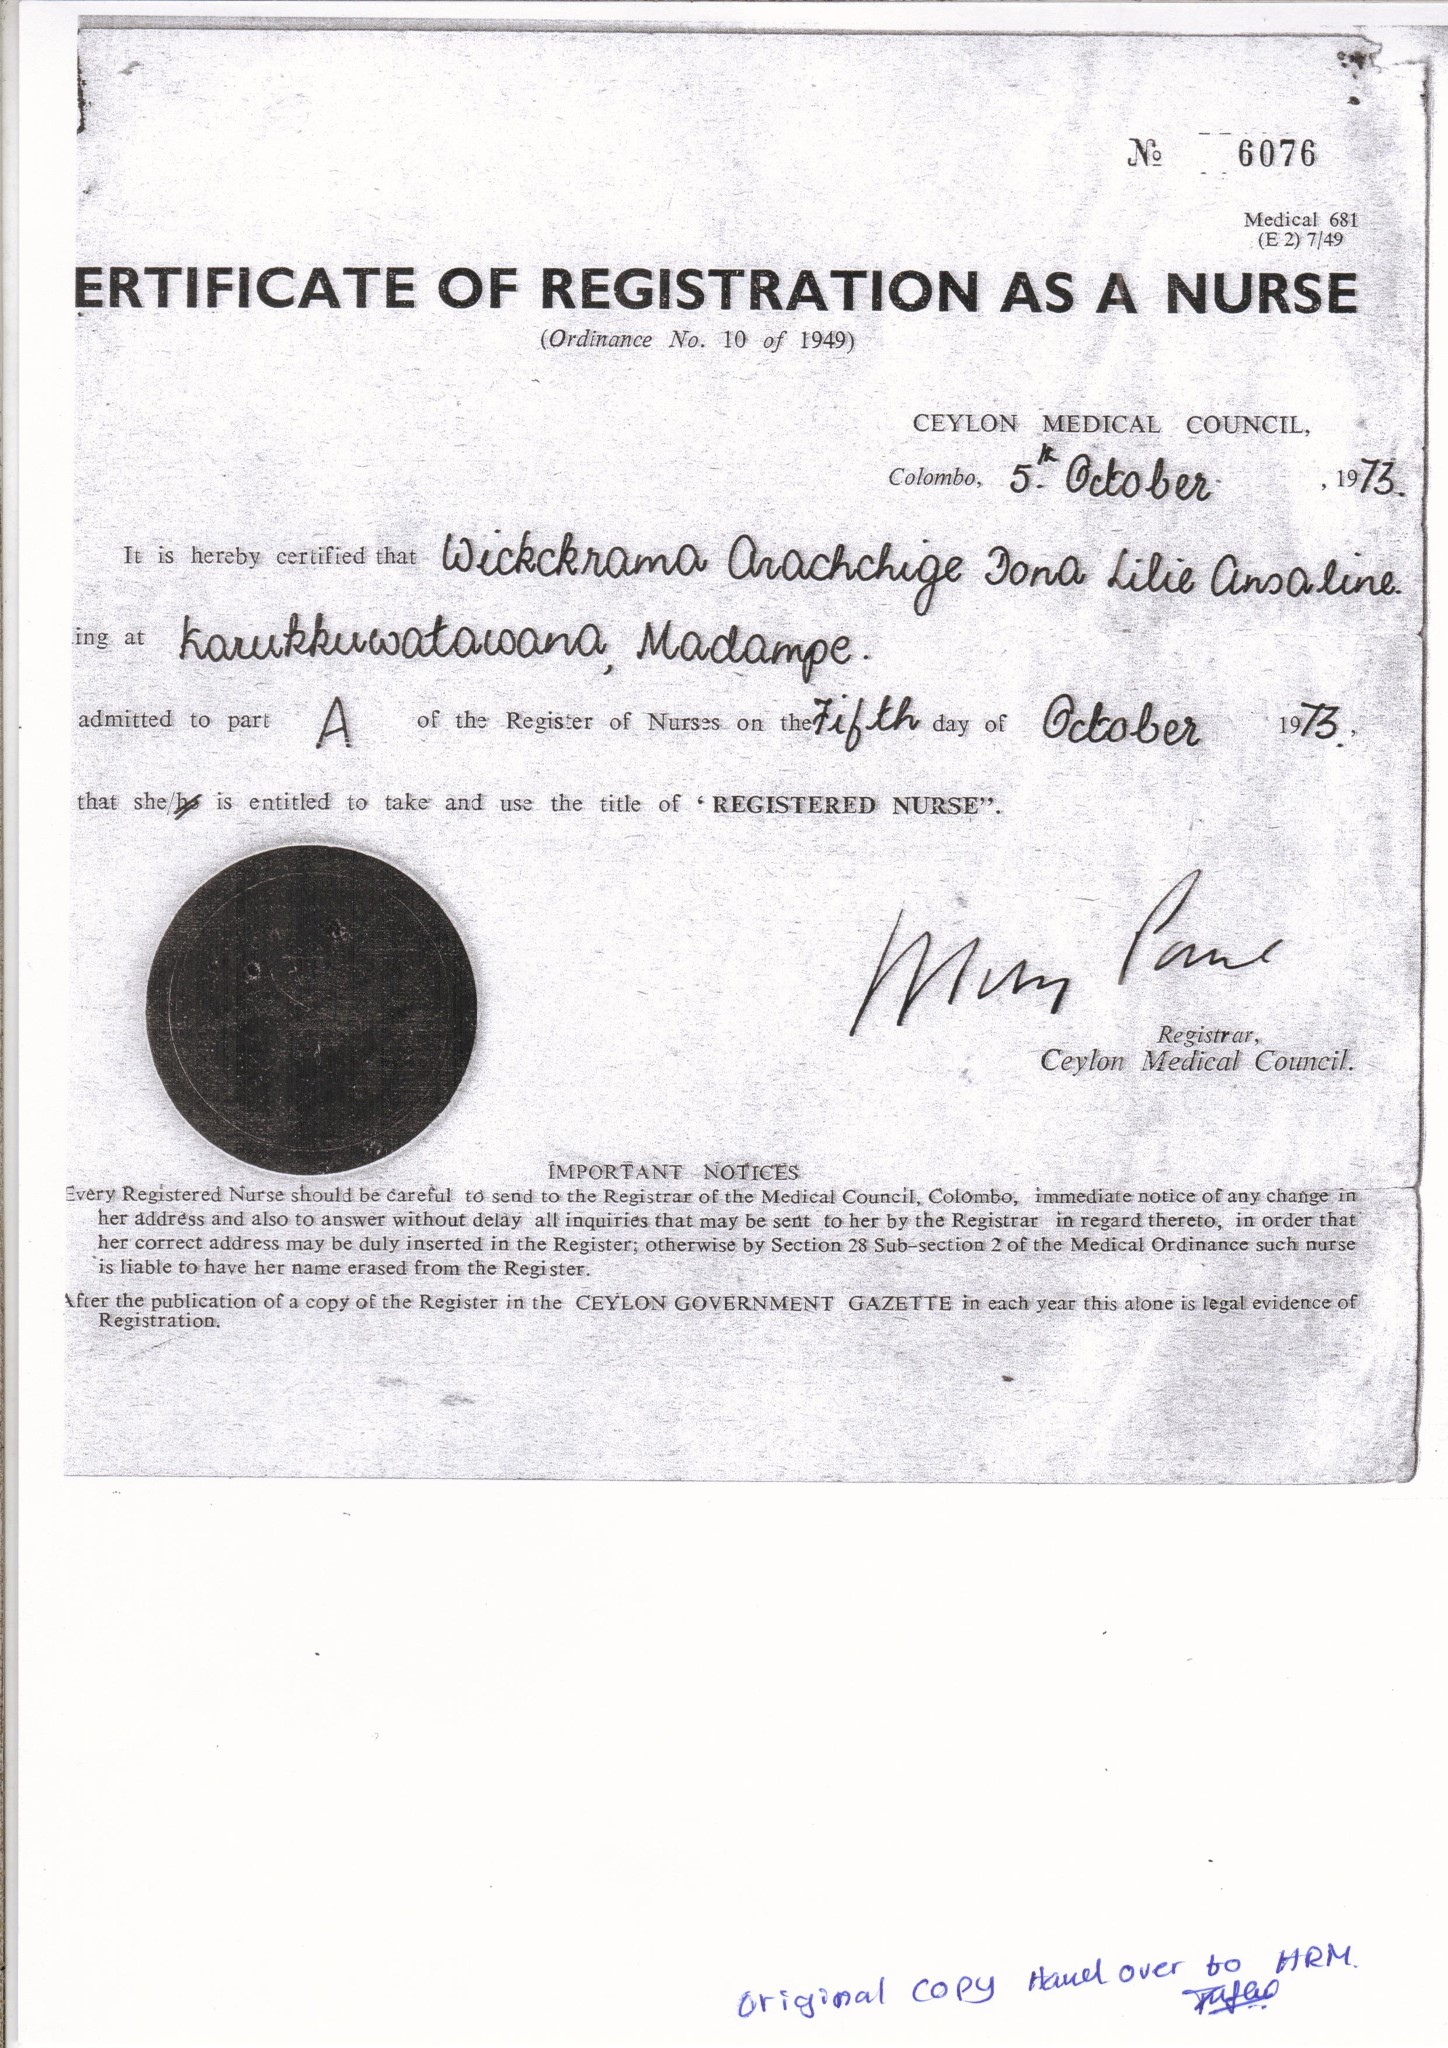 № 6076
Medical 681
(E 2) 7/49
ERTIFICATE OF REGISTRATION AS A NURSE
(Ordinance No. 10 of 1949)
CEYLON MEDICAL COUNCIL,
Colombo, 5th October , 1973.
It is hereby certified that Wickckrama Arachchige Dona Lilie Ansaline.
ing at Karukkuwatawana, Madampe.
admitted to part A of the Register of Nurses on the Fifth day of October 1973.,
that she/he is entitled to take and use the title of ‘ REGISTERED NURSE”.
Registrar,
Ceylon Medical Council.
IMPORTANT NOTICES
Every Registered Nurse should be careful to send to the Registrar of the Medical Council, Colombo, immediate notice of any change in
her address and also to answer without delay all inquiries that may be sent to her by the Registrar in regard thereto, in order that
her correct address may be duly inserted in the Register; otherwise by Section 28 Sub-section 2 of the Medical Ordinance such nurse
is liable to have her name erased from the Register.
After the publication of a copy of the Register in the CEYLON GOVERNMENT GAZETTE in each year this alone is legal evidence of
Registration.
Original COPY Hand over to HRM.